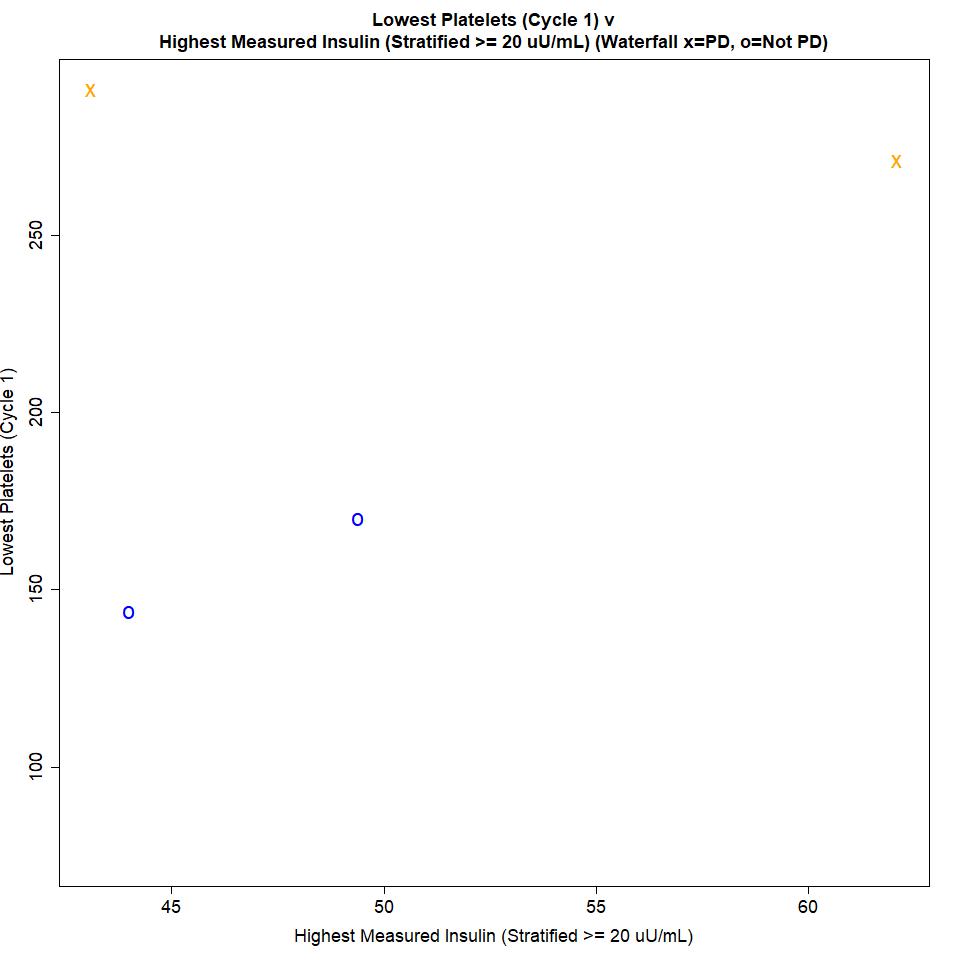 Lowest Platelets (Cycle 1) v
Highest Measured Insulin (Stratified >= 20 uU/mL) (Waterfall x=PD, o=Not PD)
Lowest Platelets (Cycle 1)
250
200
150
100
x
x
o
o
45
50
55
60
Highest Measured Insulin (Stratified >= 20 uU/mL)